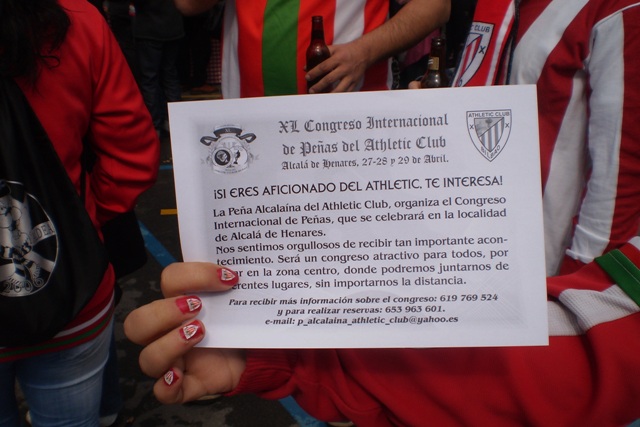 XL Congreso Internacional
de Peñas del Athletic Club
Alcalá de Henares, 27-28 y 29 de Abril.
ATHLETIC CLUB
¡SI ERES AFICIONADO DEL ATHLETIC, TE INTERESA!
La Peña Alcalaína del Athletic Club, organiza el Congreso
Internacional de Peñas, que se celebrará en la localidad
de Alcalá de Henares.
Nos sentimos orgullosos de recibir tan importante acon-
tecimiento. Será un congreso atractivo para todos, por
en la zona centro, donde podremos juntarnos de
erentes lugares, sin importarnos la distancia.
Para recibir más información sobre el congreso: 619 769 524
y para realizar reservas: 653 963 601.
e-mail: p_alcalaina_athletic_club@yahoo.es